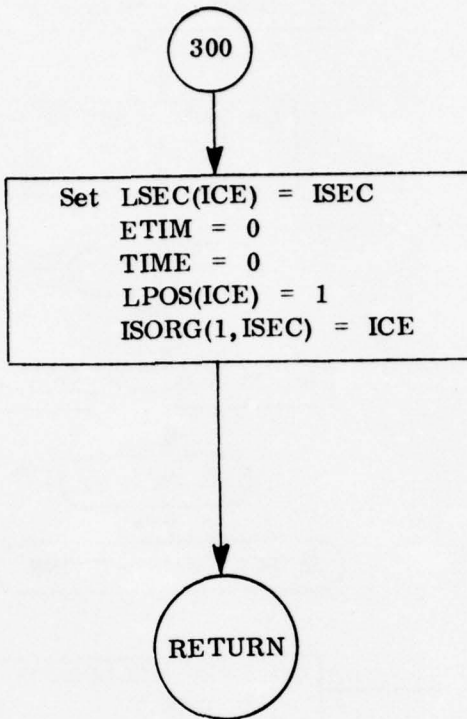 300
Set LSEC(ICE) = ISEC
ETIM = 0
TIME = 0
LPOS(ICE) = 1
ISORG(1,ISEC) = ICE
RETURN